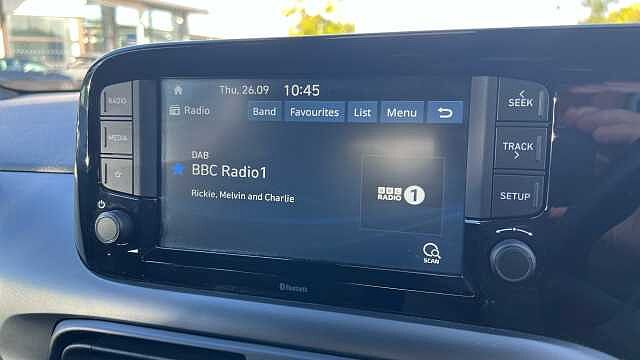 Thu, 26.09 10:45
Radio Band Favourites List Menu
DAB
BBC Radio1
Rickie, Melvin and Charlie
BBC
RADIO 1
SCAN
RADIO
MEDIA
SEEK
TRACK
SETUP
Bluetooth